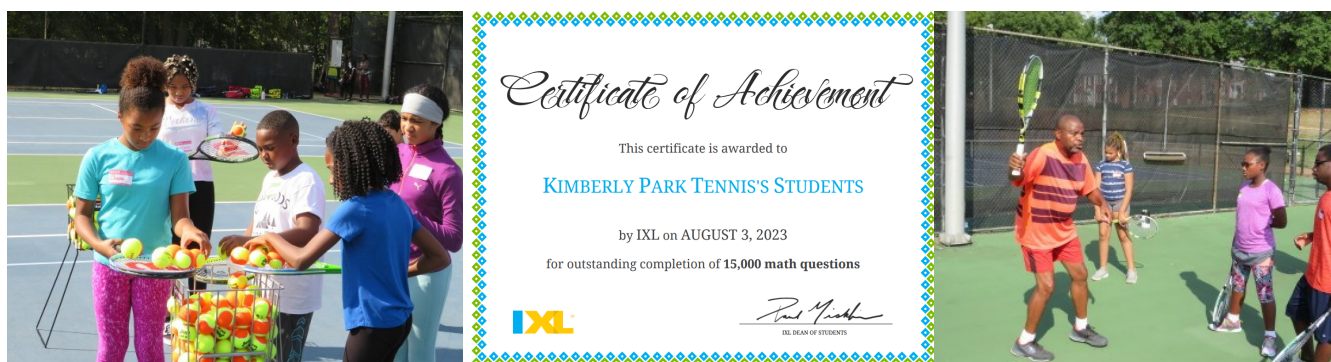 Certificate of Achievement
This certificate is awarded to
KIMBERLY PARK TENNIS'S STUDENTS
by IXL on AUGUST 3, 2023
for outstanding completion of 15,000 math questions
IXL
IXL DEAN OF STUDENTS